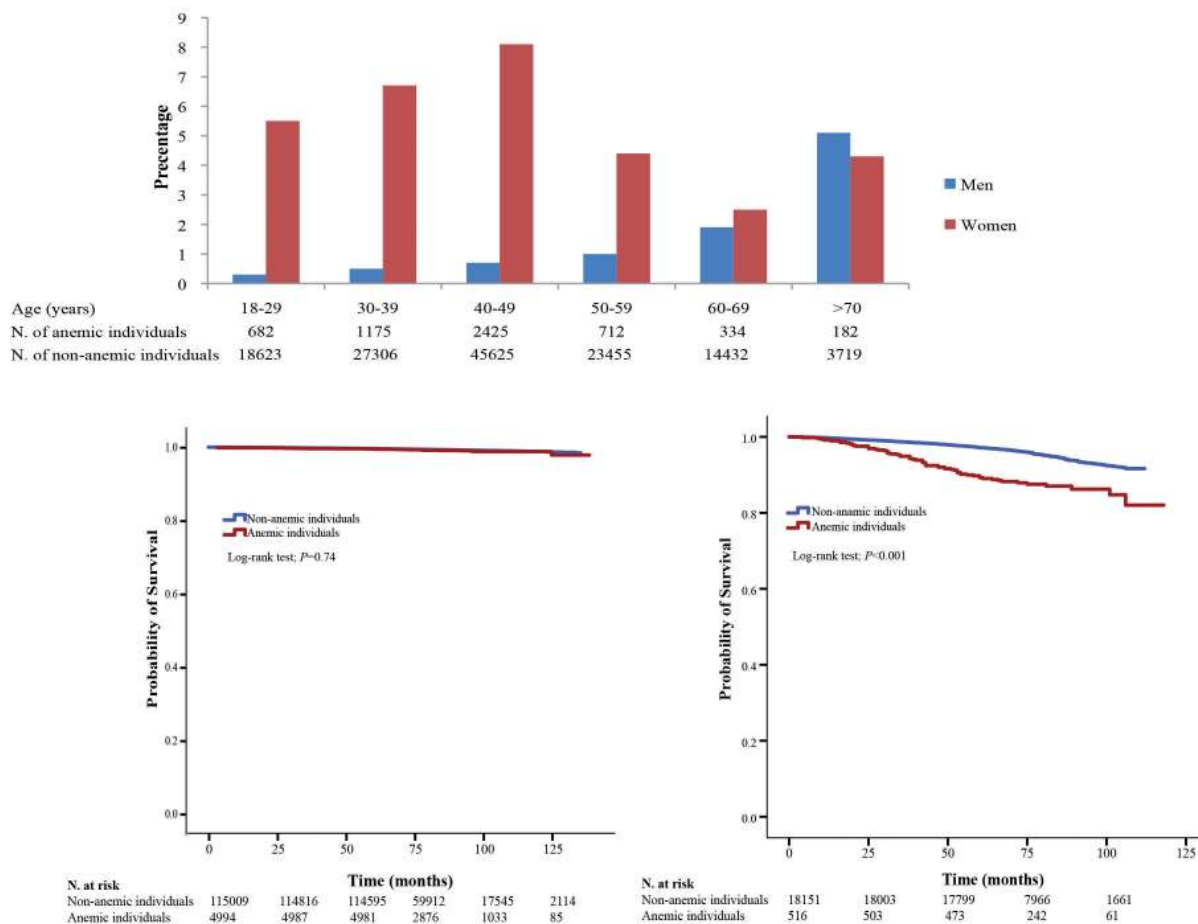 9
8
7
6
5
4
3
2
1
0
Precentage
Men
Women
Age (years) 18-29 30-39 40-49 50-59 60-69 >70
N. of anemic individuals 682 1175 2425 712 334 182
N. of non-anemic individuals 18623 27306 45625 23455 14432 3719
1.0
0.8
0.6
0.4
0.2
0.0
Probability of Survival
Non-anemic individuals
Anemic individuals
Log-rank test; P=0.74
0 25 50 75 100 125
Time (months)
N. at risk
Non-anemic individuals 115009 114816 114595 59912 17545 2114
Anemic individuals 4994 4987 4981 2876 1033 85
1.0
0.8
0.6
0.4
0.2
0.0
Probability of Survival
Non-anamic individuals
Anemic individuals
Log-rank test; P<0.001
0 25 50 75 100 125
Time (months)
N. at risk
Non-anemic individuals 18151 18003 17799 7966 1661
Anemic individuals 516 503 473 242 61